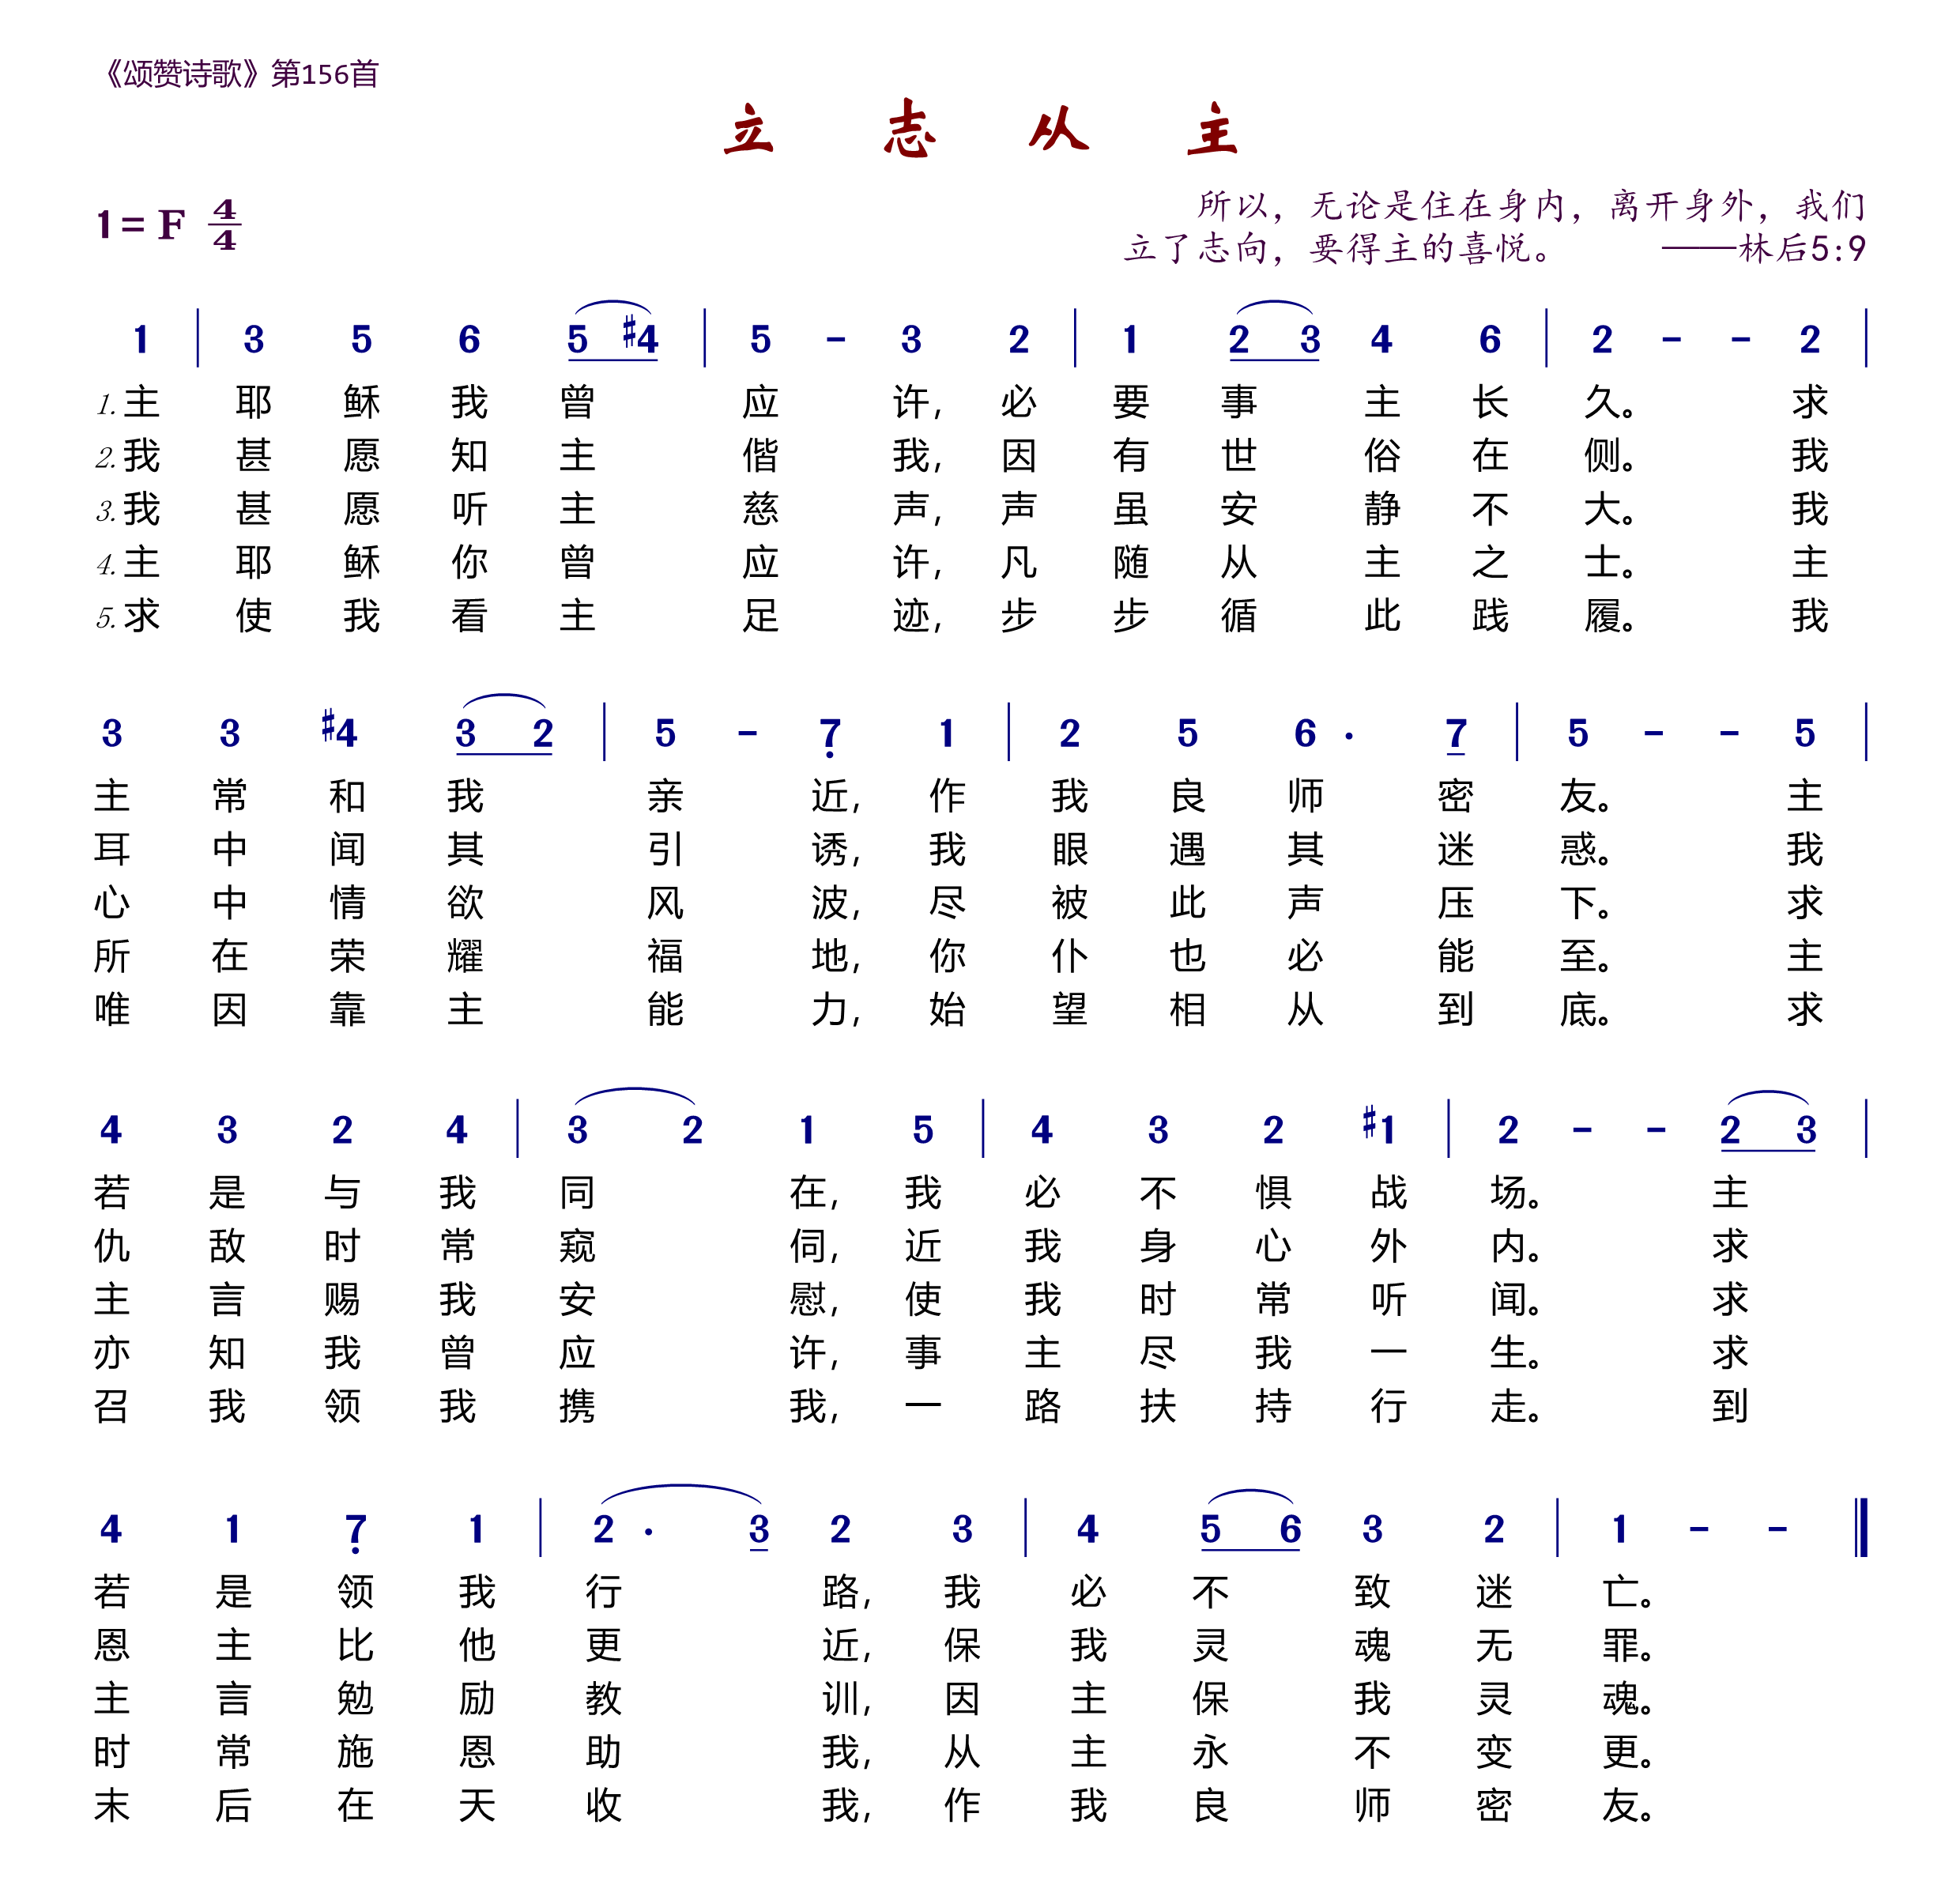 《颂赞诗歌》第156首
立志从主
1=F 4/4
所以，无论是住在身内，离开身外，我们
立了志向，要得主的喜悦。 ——林后5:9
1 | 3 5 6 5 #4 | 5 - 3 2 | 1 2 3 4 6 | 2 - - 2 |
1.主耶稣我曾应许，必要事主长久。求
2.我甚愿知主偕我，因有世俗在侧。我
3.我甚愿听主慈声，声虽安静不大。我
4.主耶稣你曾应许，凡随从主之士。主
5.求使我看主足迹，步步循此践履。我
3 3 #4 3 2 | 5 - 7 1 | 2 5 6 · 7 | 5 - - 5 |
主常和我亲近，作我良师密友。主
耳中闻其引诱，我眼遇其迷惑。我
心中情欲风波，尽被此声压下。求
所在荣耀福地，你仆也必能至。主
唯因靠主能力，始望相从到底。求
4 3 2 4 | 3 2 1 5 | 4 3 2 #1 | 2 - - 2 3 |
若是与我同在，我必不惧战场。主
仇敌时常窥伺，近我身心外内。求
主言赐我安慰，使我时常听闻。求
亦知我曾应许，事主尽我一生。求
召我领我携我，一路扶持行走。到
4 1 7 1 | 2 · 3 2 3 | 4 5 6 3 2 | 1 - - ‖
若是领我行路，我必不致迷亡。
恩主比他更近，保我灵魂无罪。
主言勉励教训，因主保我灵魂。
时常施恩助我，从主永不变更。
末后在天收我，作我良师密友。